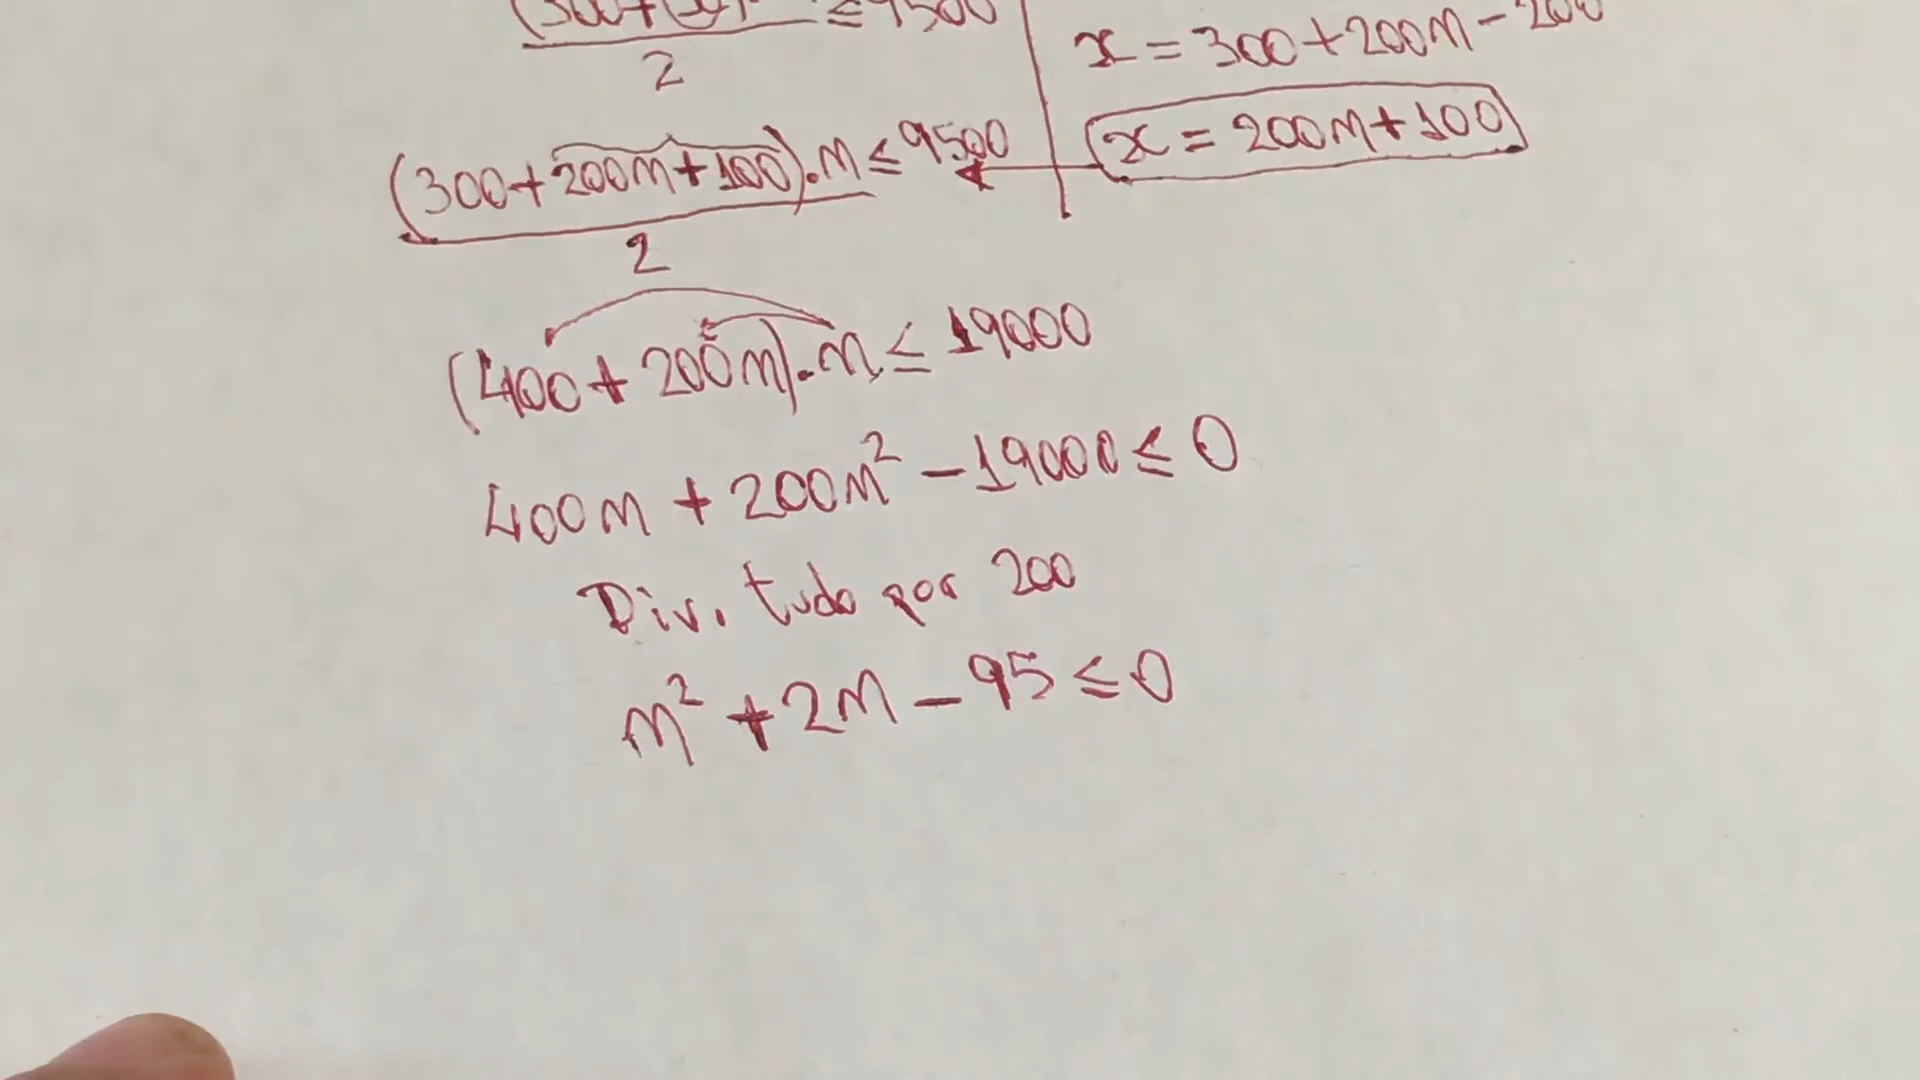 ≤ 9500
2
x = 300 + 200n - 200
x = 200n + 100
(300 + 200n + 100).n ≤ 9500
2
(400 + 200n).n ≤ 19000
400n + 200n² - 19000 ≤ 0
Div. tudo por 200
n² + 2n - 95 ≤ 0